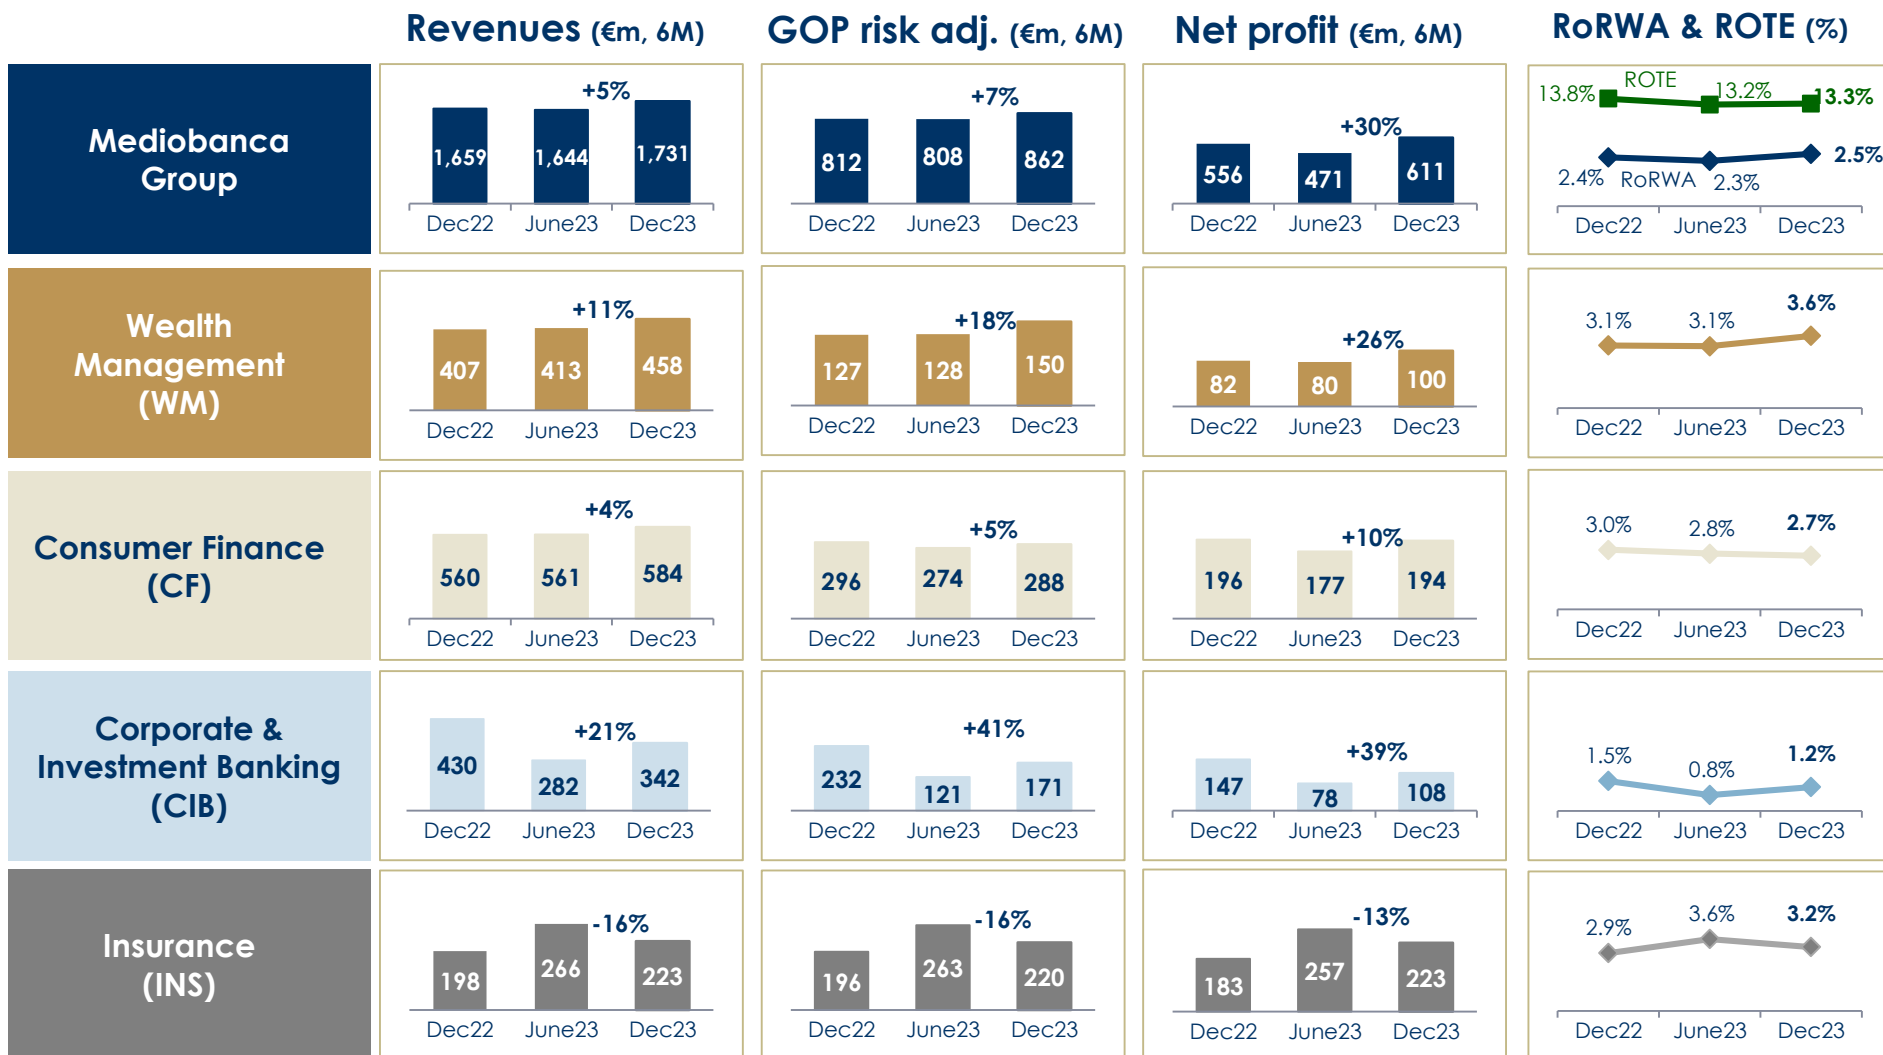 Revenues (€m, 6M)
GOP risk adj. (€m, 6M)
Net profit (€m, 6M)
RoRWA & ROTE (%)
Mediobanca
Group
+5%
1,659 1,644 1,731
Dec22 June23 Dec23
+7%
812 808 862
Dec22 June23 Dec23
+30%
556 471 611
Dec22 June23 Dec23
ROTE
13.8% 13.2% 13.3%
2.4% RoRWA 2.3% 2.5%
Dec22 June23 Dec23
Wealth
Management
(WM)
+11%
407 413 458
Dec22 June23 Dec23
+18%
127 128 150
Dec22 June23 Dec23
+26%
82 80 100
Dec22 June23 Dec23
3.1% 3.1% 3.6%
Dec22 June23 Dec23
Consumer Finance
(CF)
+4%
560 561 584
Dec22 June23 Dec23
+5%
296 274 288
Dec22 June23 Dec23
+10%
196 177 194
Dec22 June23 Dec23
3.0% 2.8% 2.7%
Dec22 June23 Dec23
Corporate &
Investment Banking
(CIB)
+21%
430 282 342
Dec22 June23 Dec23
+41%
232 121 171
Dec22 June23 Dec23
+39%
147 78 108
Dec22 June23 Dec23
1.5% 0.8% 1.2%
Dec22 June23 Dec23
Insurance
(INS)
-16%
198 266 223
Dec22 June23 Dec23
-16%
196 263 220
Dec22 June23 Dec23
-13%
183 257 223
Dec22 June23 Dec23
2.9% 3.6% 3.2%
Dec22 June23 Dec23